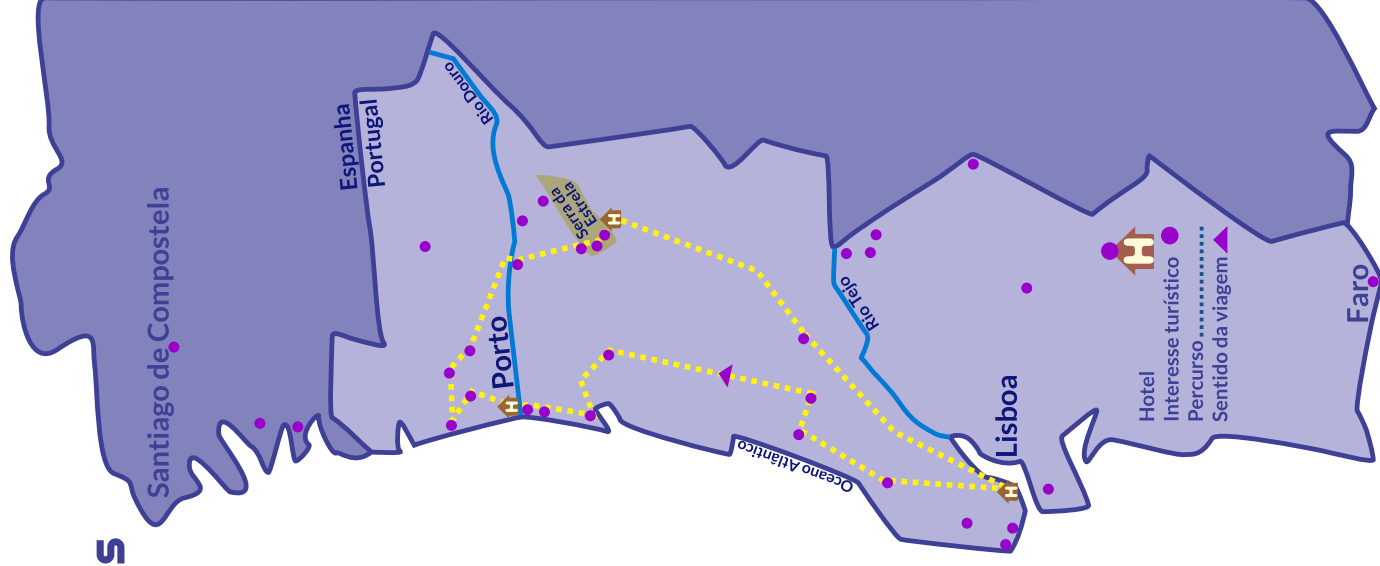 S
Santiago de Compostela
Espanha
Portugal
Rio Douro
Porto
Serra da
Estrela
H
H
Rio Tejo
Oceano Atlântico
Lisboa
H
Hotel
H
Interesse turístico
Percurso
Sentido da viagem
Faro